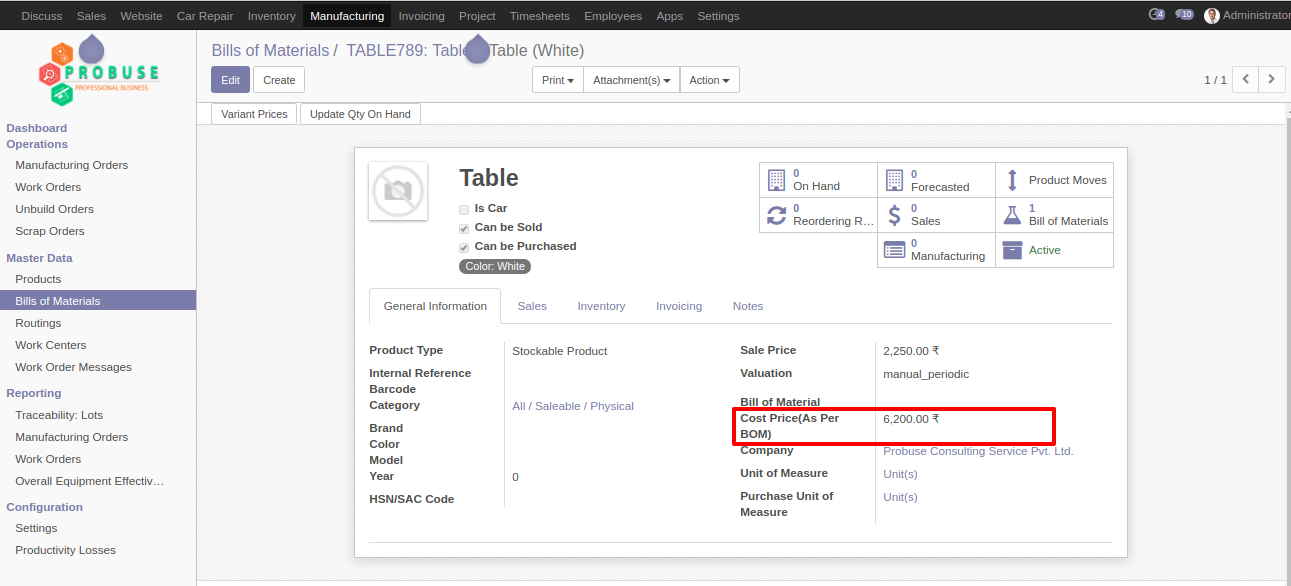 Discuss Sales Website Car Repair Inventory Manufacturing Invoicing Project Timesheets Employees Apps Settings 4 10 Administrator
PROBUSE
PROFESSIONAL BUSINESS
Bills of Materials / TABLE789: Table Table (White)
Edit Create Print Attachment(s) Action 1 / 1
Variant Prices Update Qty On Hand
Dashboard
Operations
Manufacturing Orders
Work Orders
Unbuild Orders
Scrap Orders
Master Data
Products
Bills of Materials
Routings
Work Centers
Work Order Messages
Reporting
Traceability: Lots
Manufacturing Orders
Work Orders
Overall Equipment Effectiv…
Configuration
Settings
Productivity Losses
Table
Is Car
Can be Sold
Can be Purchased
Color: White
0 On Hand
0 Forecasted
Product Moves
0 Reordering R…
0 Sales
1 Bill of Materials
0 Manufacturing
Active
General Information Sales Inventory Invoicing Notes
Product Type Stockable Product
Internal Reference
Barcode
Category All / Saleable / Physical
Brand
Color
Model
Year 0
HSN/SAC Code
Sale Price 2,250.00 ₹
Valuation manual_periodic
Bill of Material
Cost Price(As Per
BOM) 6,200.00 ₹
Company Probuse Consulting Service Pvt. Ltd.
Unit of Measure Unit(s)
Purchase Unit of
Measure Unit(s)